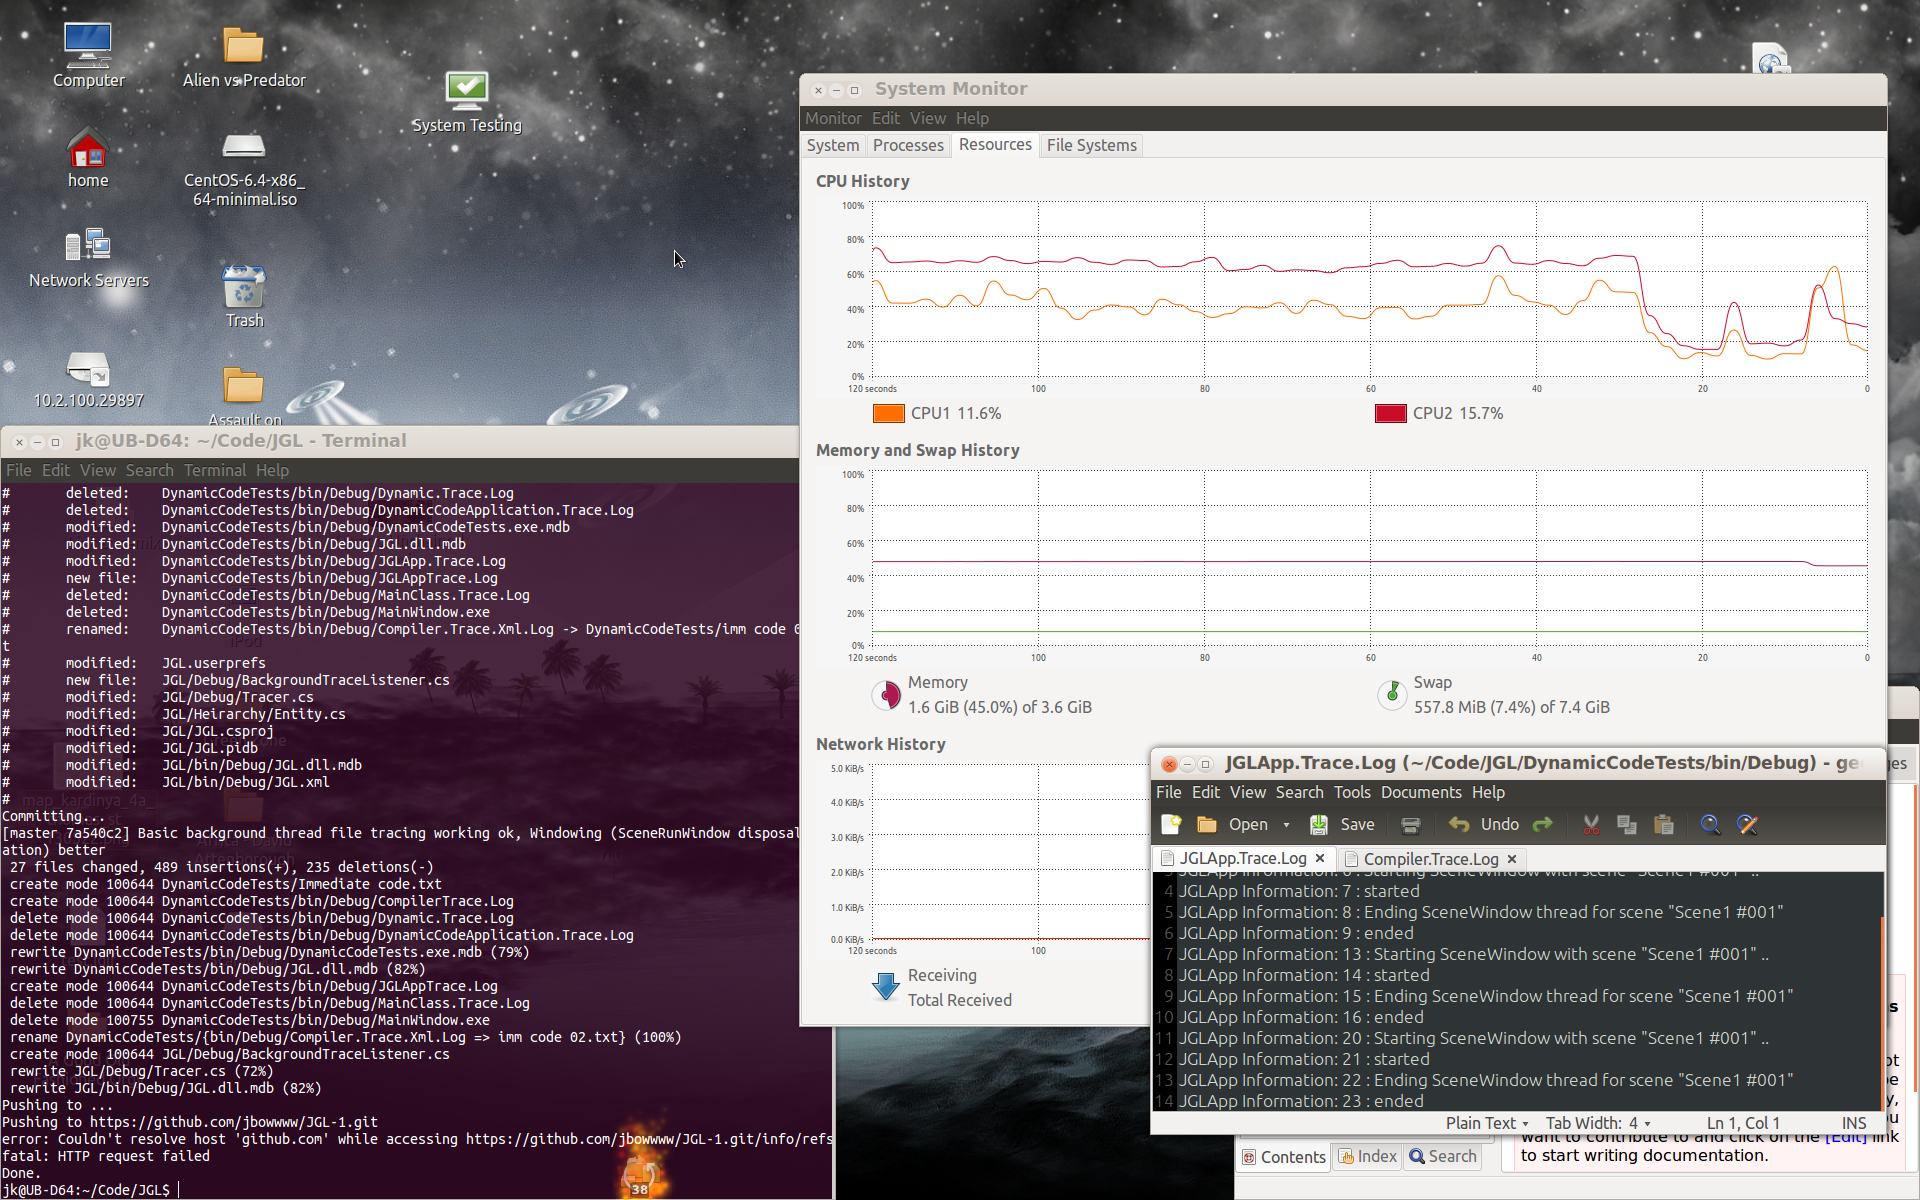 Computer
Alien vs Predator
System Testing
home
CentOS-6.4-x86_
64-minimal.iso
Network Servers
Trash
10.2.100.29897
Assault on
jk@UB-D64: ~/Code/JGL - Terminal
File Edit View Search Terminal Help
# deleted: DynamicCodeTests/bin/Debug/Dynamic.Trace.Log
# deleted: DynamicCodeTests/bin/Debug/DynamicCodeApplication.Trace.Log
# modified: DynamicCodeTests/bin/Debug/DynamicCodeTests.exe.mdb
# modified: DynamicCodeTests/bin/Debug/JGL.dll.mdb
# modified: DynamicCodeTests/bin/Debug/JGLApp.Trace.Log
# new file: DynamicCodeTests/bin/Debug/JGLAppTrace.Log
# deleted: DynamicCodeTests/bin/Debug/MainClass.Trace.Log
# deleted: DynamicCodeTests/bin/Debug/MainWindow.exe
# renamed: DynamicCodeTests/bin/Debug/Compiler.Trace.Xml.Log -> DynamicCodeTests/imm code
t
# modified: JGL.userprefs
# new file: JGL/Debug/BackgroundTraceListener.cs
# modified: JGL/Debug/Tracer.cs
# modified: JGL/Heirarchy/Entity.cs
# modified: JGL/JGL.csproj
# modified: JGL/JGL.pidb
# modified: JGL/bin/Debug/JGL.dll.mdb
# modified: JGL/bin/Debug/JGL.xml
#
Committing...
[master 7a540c2] Basic background thread file tracing working ok, Windowing (SceneRunWindow disposal
ation) better
27 files changed, 489 insertions(+), 235 deletions(-)
create mode 100644 DynamicCodeTests/Immediate code.txt
create mode 100644 DynamicCodeTests/bin/Debug/CompilerTrace.Log
delete mode 100644 DynamicCodeTests/bin/Debug/Dynamic.Trace.Log
delete mode 100644 DynamicCodeTests/bin/Debug/DynamicCodeApplication.Trace.Log
rewrite DynamicCodeTests/bin/Debug/DynamicCodeTests.exe.mdb (79%)
rewrite DynamicCodeTests/bin/Debug/JGL.dll.mdb (82%)
create mode 100644 DynamicCodeTests/bin/Debug/JGLAppTrace.Log
delete mode 100644 DynamicCodeTests/bin/Debug/MainClass.Trace.Log
delete mode 100755 DynamicCodeTests/bin/Debug/MainWindow.exe
rename DynamicCodeTests/{bin/Debug/Compiler.Trace.Xml.Log => imm code 02.txt} (100%)
create mode 100644 JGL/Debug/BackgroundTraceListener.cs
rewrite JGL/Debug/Tracer.cs (72%)
rewrite JGL/bin/Debug/JGL.dll.mdb (82%)
Pushing to ...
Pushing to https://github.com/jbowwww/JGL-1.git
error: Couldn't resolve host 'github.com' while accessing https://github.com/jbowwww/JGL-1.git/info/refs
fatal: HTTP request failed
Done.
jk@UB-D64:~/Code/JGL$
38
System Monitor
Monitor Edit View Help
System Processes Resources File Systems
CPU History
100%
80%
60%
40%
20%
0%
120 seconds 100 80 60 40 20 0
CPU1 11.6% CPU2 15.7%
Memory and Swap History
100%
80%
60%
40%
20%
0%
120 seconds 100 80 60 40 20 0
Memory
1.6 GiB (45.0%) of 3.6 GiB
Swap
557.8 MiB (7.4%) of 7.4 GiB
Network History
5.0 KiB/s
4.0 KiB/s
3.0 KiB/s
2.0 KiB/s
1.0 KiB/s
0.0 KiB/s
120 seconds 100
Receiving
Total Received
JGLApp.Trace.Log (~/Code/JGL/DynamicCodeTests/bin/Debug) - ge
File Edit View Search Tools Documents Help
Open Save Undo
JGLApp.Trace.Log Compiler.Trace.Log
3 JGLApp Information: 6 : Starting SceneWindow with scene "Scene1 #001" ..
4 JGLApp Information: 7 : started
5 JGLApp Information: 8 : Ending SceneWindow thread for scene "Scene1 #001"
6 JGLApp Information: 9 : ended
7 JGLApp Information: 13 : Starting SceneWindow with scene "Scene1 #001" ..
8 JGLApp Information: 14 : started
9 JGLApp Information: 15 : Ending SceneWindow thread for scene "Scene1 #001"
10 JGLApp Information: 16 : ended
11 JGLApp Information: 20 : Starting SceneWindow with scene "Scene1 #001" ..
12 JGLApp Information: 21 : started
13 JGLApp Information: 22 : Ending SceneWindow thread for scene "Scene1 #001"
14 JGLApp Information: 23 : ended
Plain Text Tab Width: 4 Ln 1, Col 1 INS
want to contribute to and click on the [Edit] link
to start writing documentation.
Contents Index Search